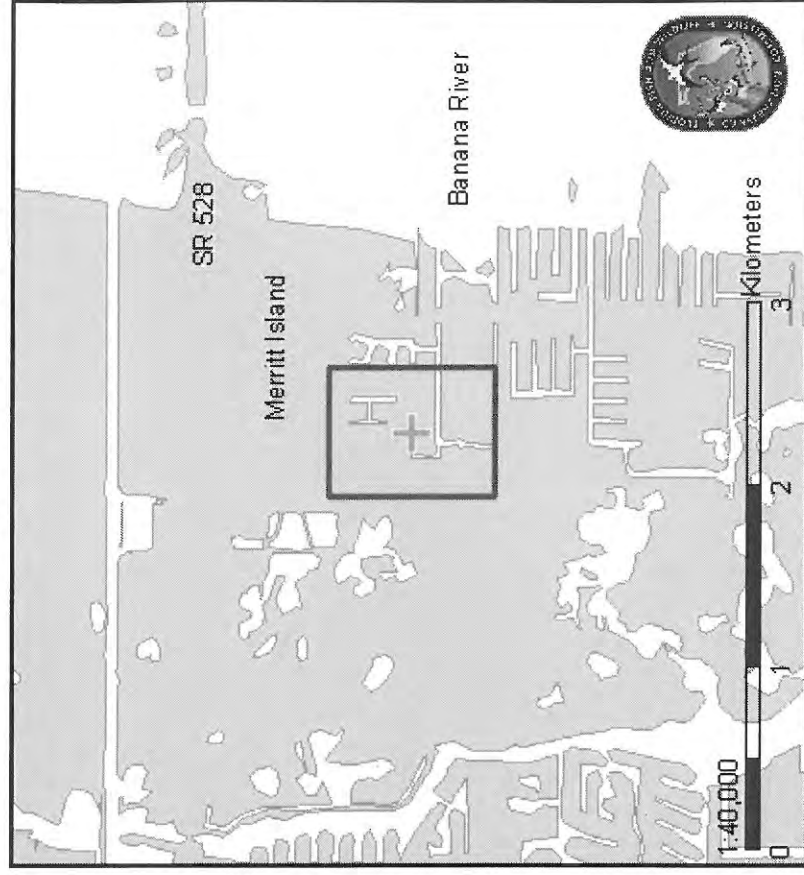 SR 528
Merritt Island
Banana River
1:40,000
0 1 2 3 Kilometers